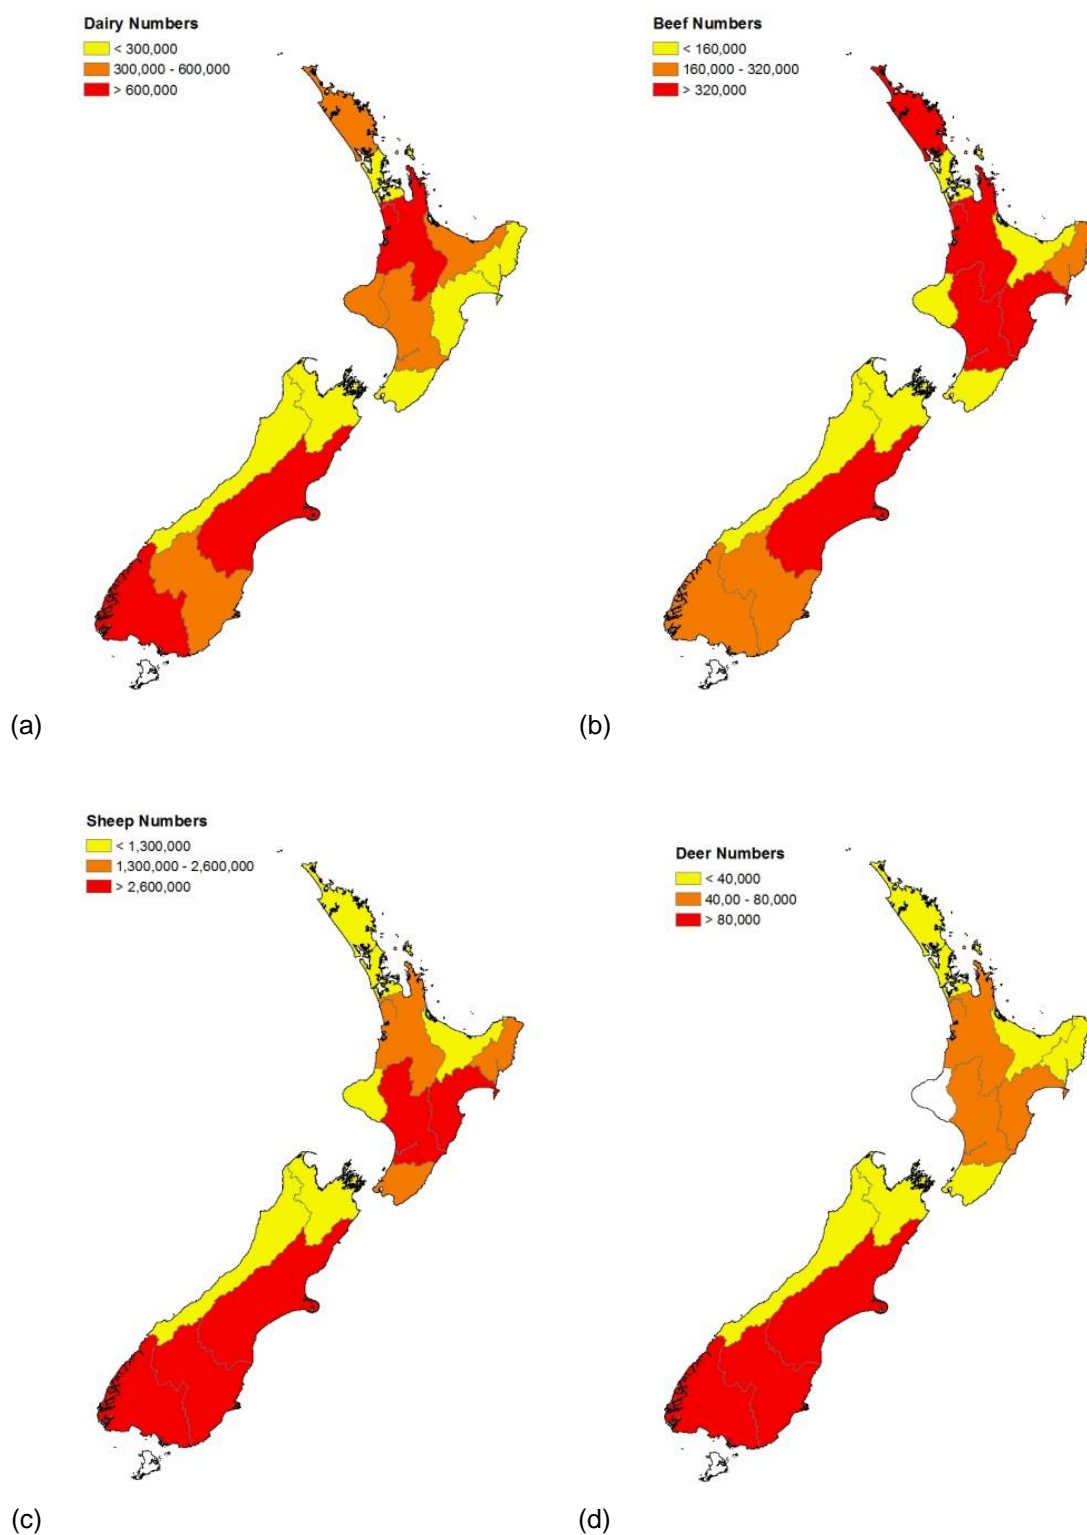 Dairy Numbers
< 300,000
300,000 - 600,000
> 600,000
Beef Numbers
< 160,000
160,000 - 320,000
> 320,000
(a)
(b)
Sheep Numbers
< 1,300,000
1,300,000 - 2,600,000
> 2,600,000
Deer Numbers
< 40,000
40,00 - 80,000
> 80,000
(c)
(d)